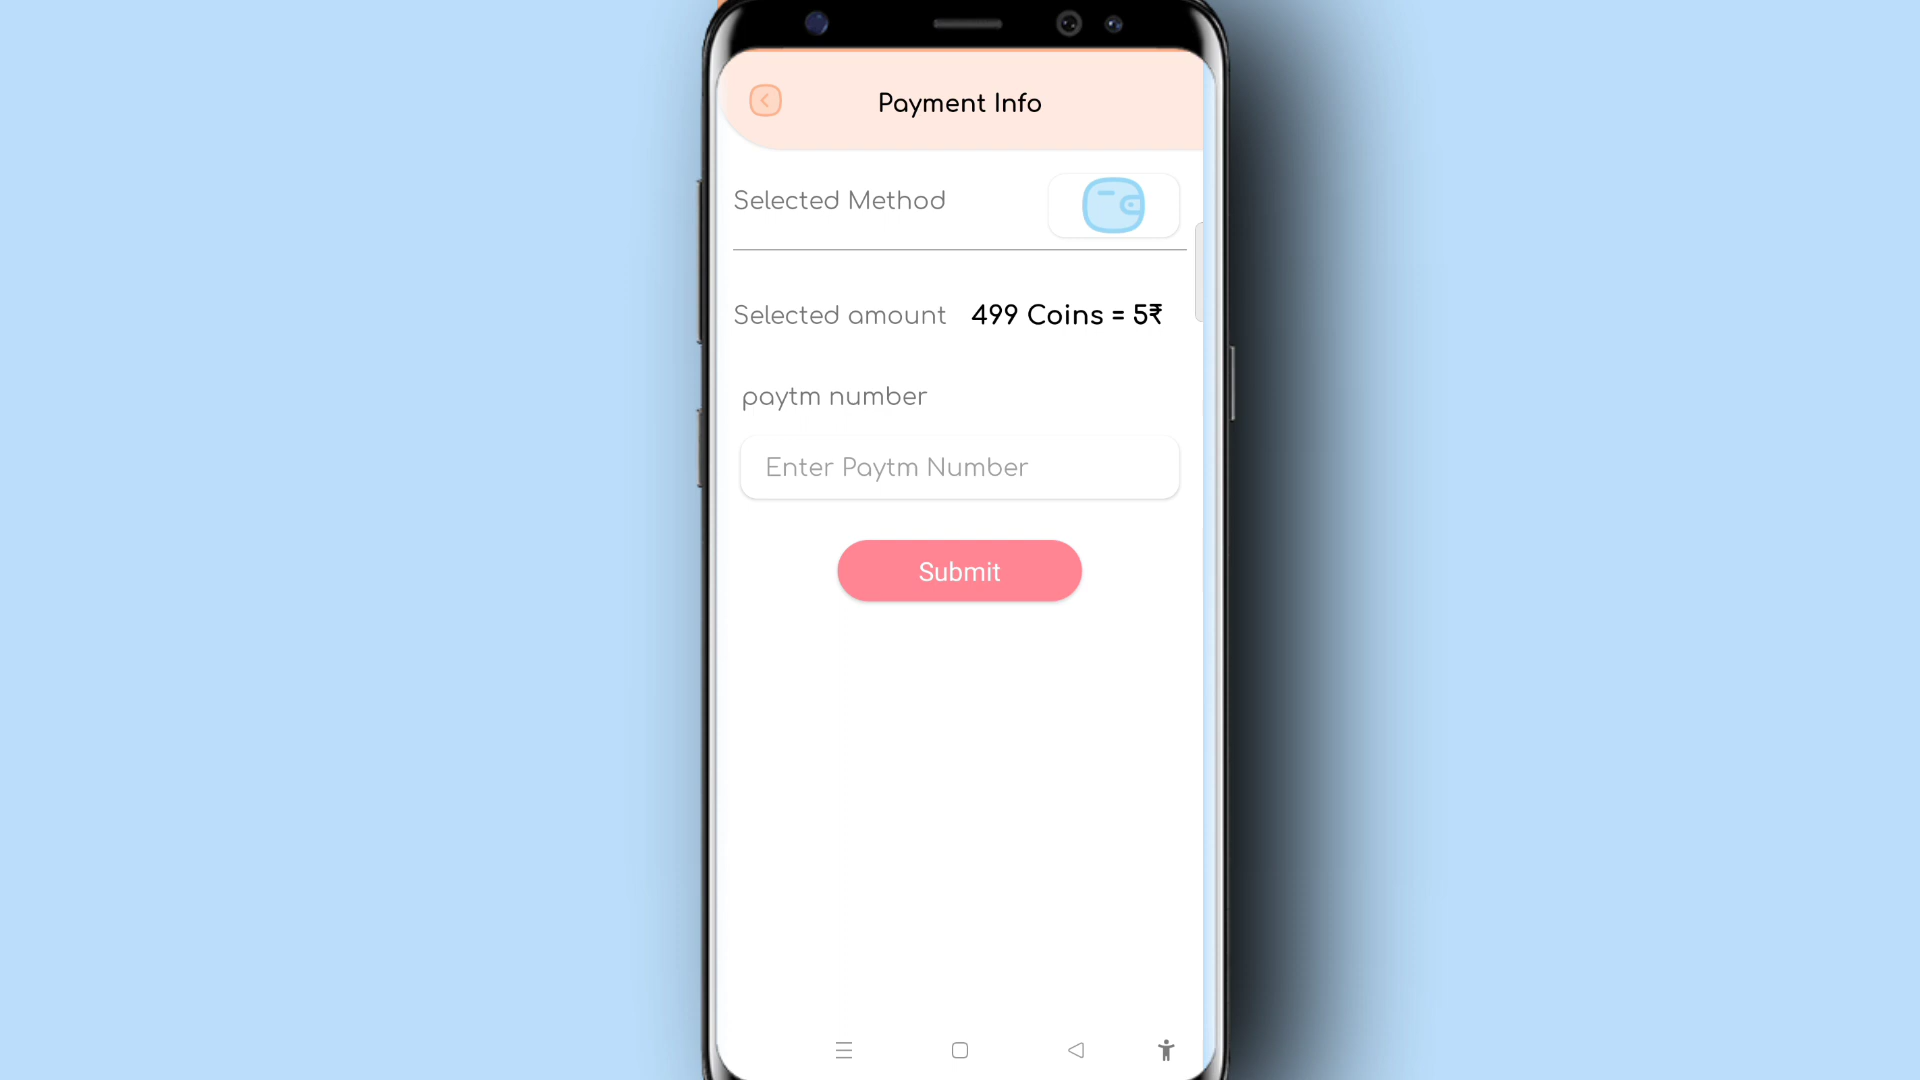 Payment Info
Selected Method
Selected amount 499 Coins = 5₹
paytm number
Enter Paytm Number
Submit